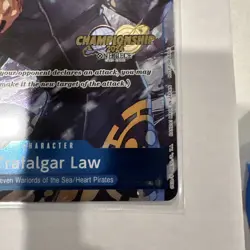 CHAMPIONSHIP
your opponent declares an attack, you may
make it the new target of the attack.)
CHARACTER
Trafalgar Law
Seven Warlords of the Sea/Heart Pirates